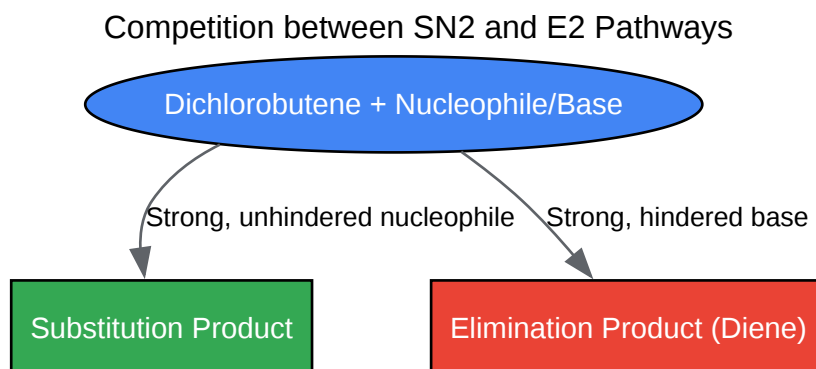 Competition between SN2 and E2 Pathways
Dichlorobutene + Nucleophile/Base
Strong, unhindered nucleophile
Strong, hindered base
Substitution Product
Elimination Product (Diene)